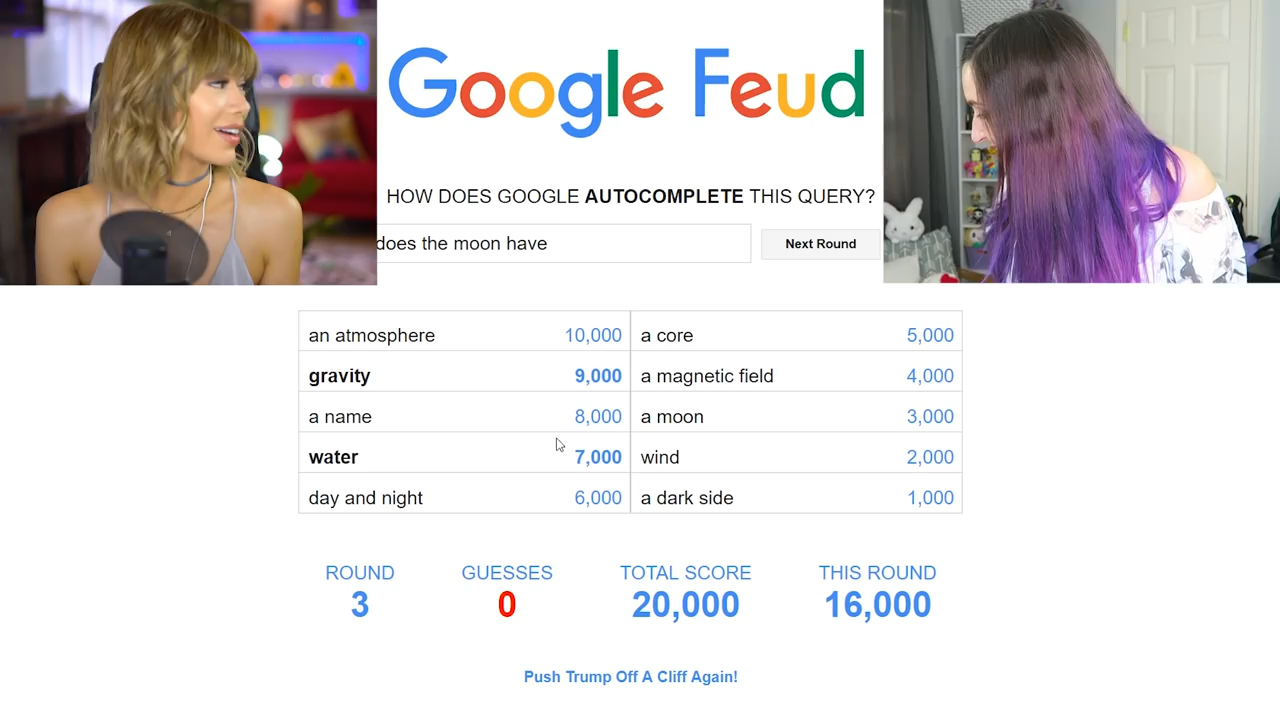 Google Feud
HOW DOES GOOGLE AUTOCOMPLETE THIS QUERY?
does the moon have
Next Round
an atmosphere 10,000 a core 5,000
gravity 9,000 a magnetic field 4,000
a name 8,000 a moon 3,000
water 7,000 wind 2,000
day and night 6,000 a dark side 1,000
ROUND GUESSES TOTAL SCORE THIS ROUND
3 0 20,000 16,000
Push Trump Off A Cliff Again!